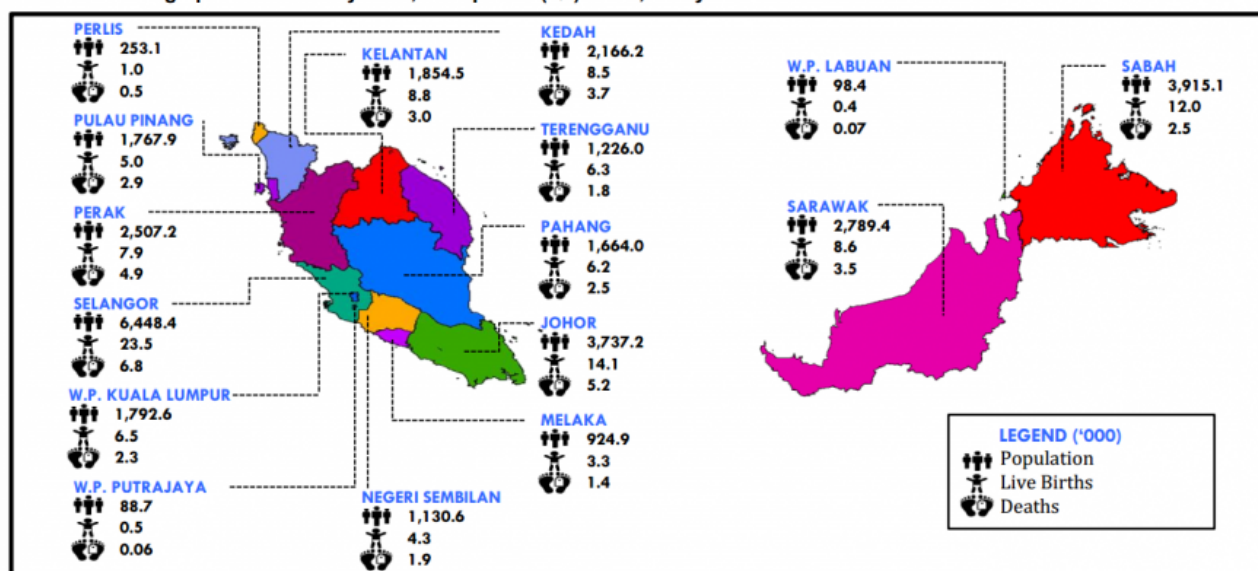 PERLIS
253.1
1.0
0.5
PULAU PINANG
1,767.9
5.0
2.9
PERAK
2,507.2
7.9
4.9
SELANGOR
6,448.4
23.5
6.8
W.P. KUALA LUMPUR
1,792.6
6.5
2.3
W.P. PUTRAJAYA
88.7
0.5
0.06
KELANTAN
1,854.5
8.8
3.0
NEGERI SEMBILAN
1,130.6
4.3
1.9
KEDAH
2,166.2
8.5
3.7
TERENGGANU
1,226.0
6.3
1.8
PAHANG
1,664.0
6.2
2.5
JOHOR
3,737.2
14.1
5.2
MELAKA
924.9
3.3
1.4
W.P. LABUAN
98.4
0.4
0.07
SARAWAK
2,789.4
8.6
3.5
SABAH
3,915.1
12.0
2.5
LEGEND ('000)
Population
Live Births
Deaths